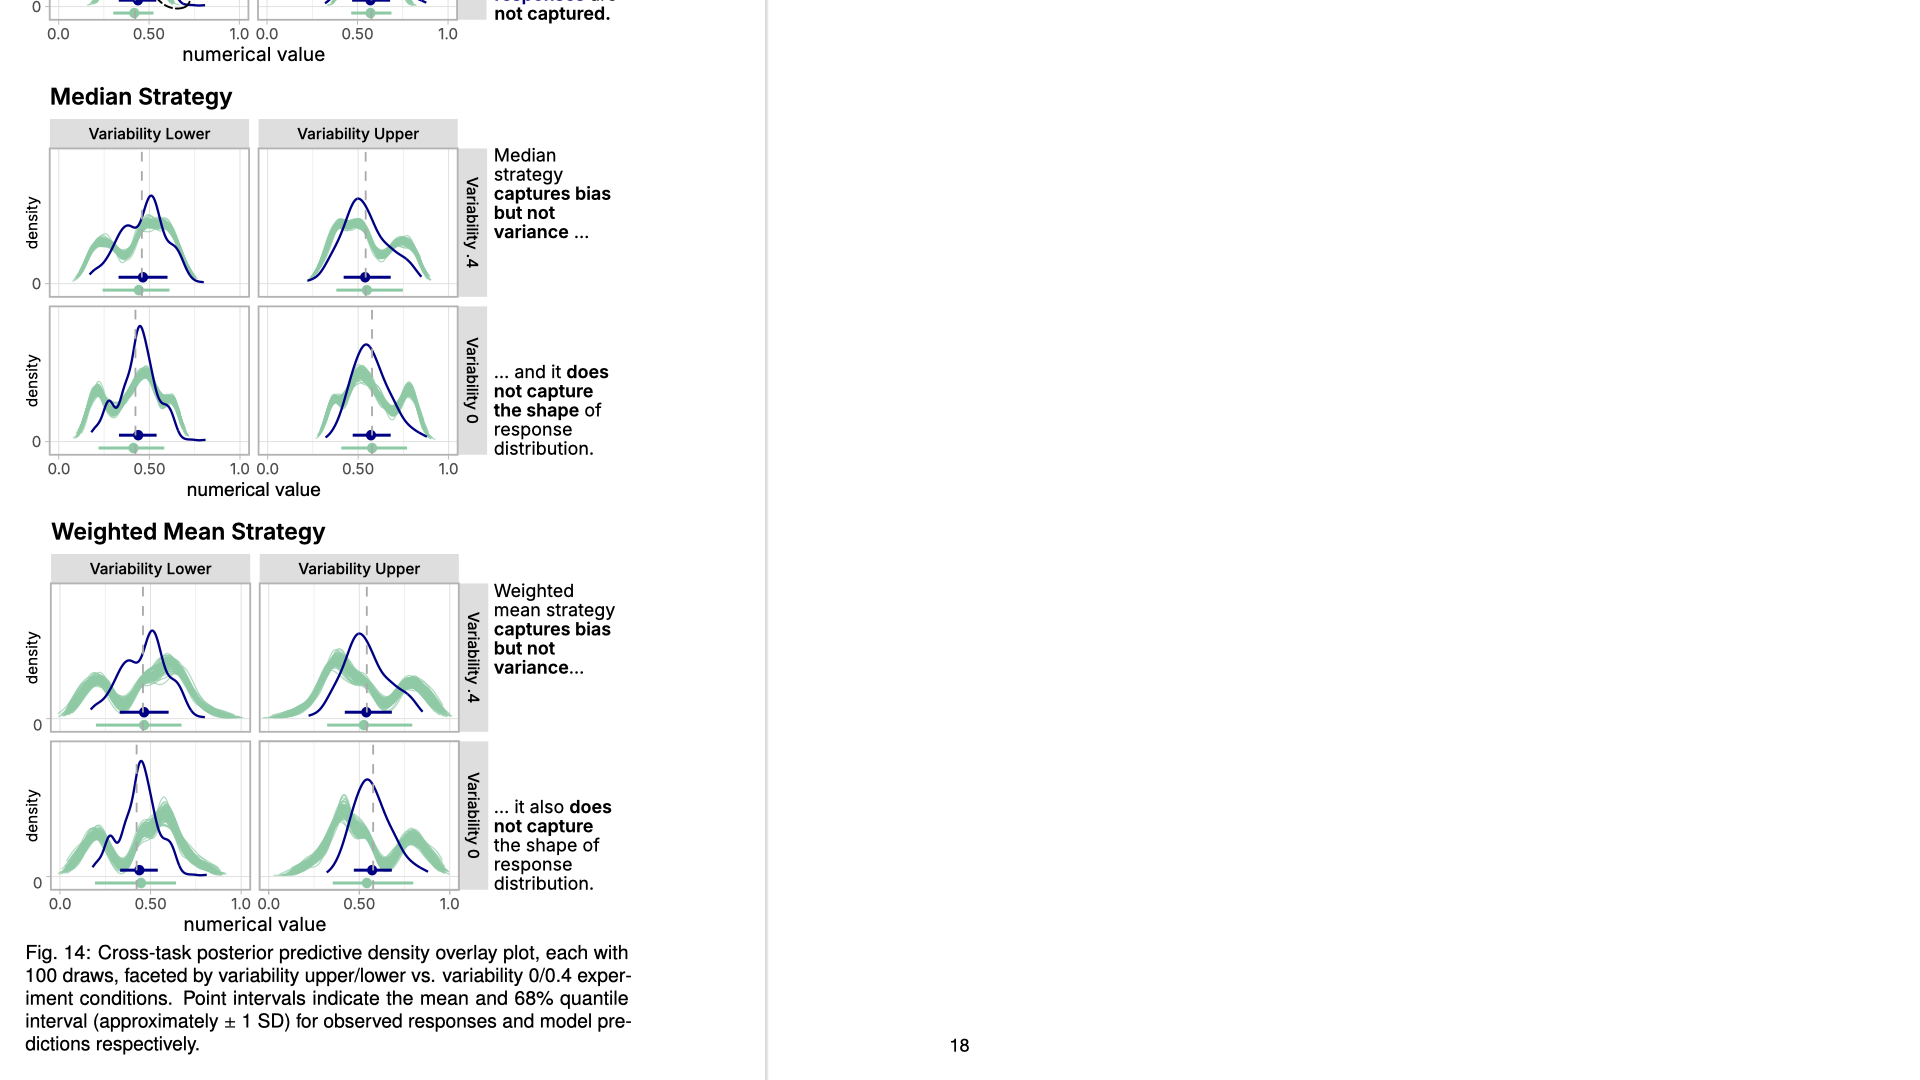 responses are
not captured.
0
0.0 0.50 1.0 0.0 0.50 1.0
numerical value
Median Strategy
Variability Lower Variability Upper
density
0
Variability .4
Median
strategy
captures bias
but not
variance ...
density
0
Variability 0
... and it does
not capture
the shape of
response
distribution.
0.0 0.50 1.0 0.0 0.50 1.0
numerical value
Weighted Mean Strategy
Variability Lower Variability Upper
density
0
Variability .4
Weighted
mean strategy
captures bias
but not
variance...
density
0
Variability 0
... it also does
not capture
the shape of
response
distribution.
0.0 0.50 1.0 0.0 0.50 1.0
numerical value
Fig. 14: Cross-task posterior predictive density overlay plot, each with
100 draws, faceted by variability upper/lower vs. variability 0/0.4 exper-
iment conditions. Point intervals indicate the mean and 68% quantile
interval (approximately ± 1 SD) for observed responses and model pre-
dictions respectively.
18